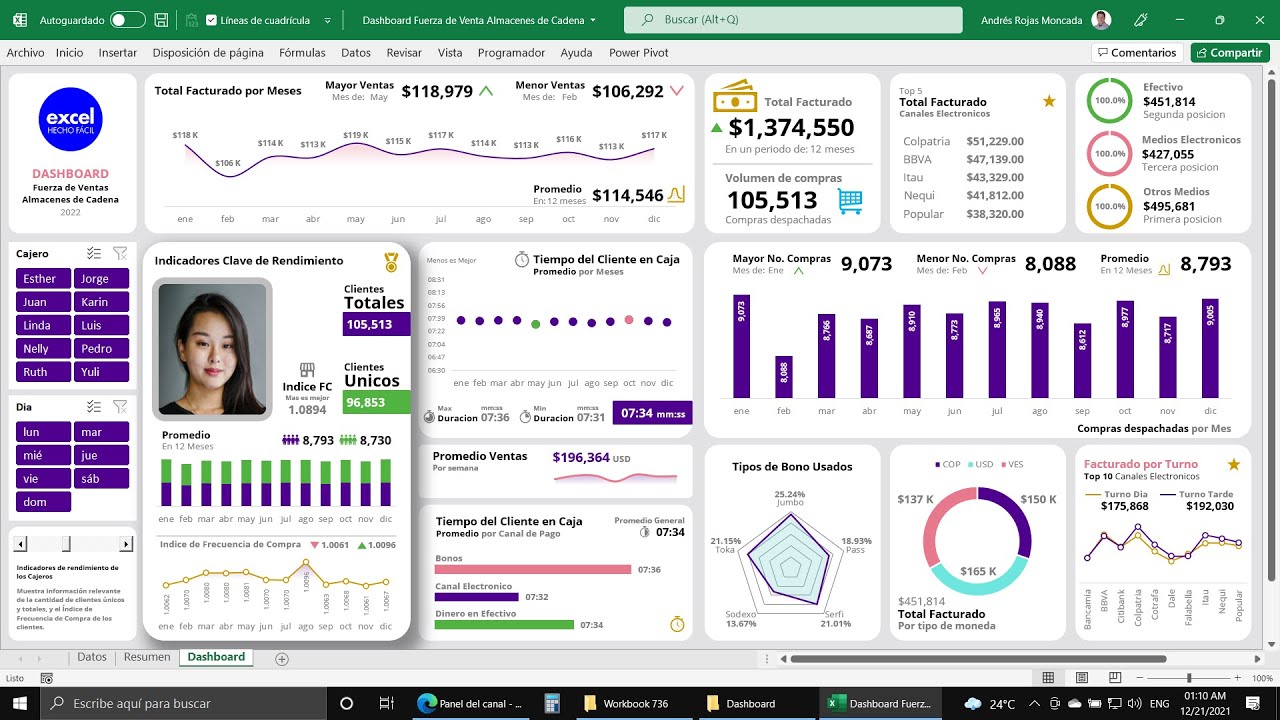 Autoguardado
Líneas de cuadrícula
Dashboard Fuerza de Venta Almacenes de Cadena
Buscar (Alt+Q)
Andrés Rojas Moncada
Archivo Inicio Insertar Disposición de página Fórmulas Datos Revisar Vista Programador Ayuda Power Pivot
Comentarios
Compartir
excel
HECHO FÁCIL
DASHBOARD
Fuerza de Ventas
Almacenes de Cadena
2022
Total Facturado por Meses
Mayor Ventas
Mes de: May
$118,979
Menor Ventas
Mes de: Feb
$106,292
$118 K $106 K $114 K $113 K $119 K $115 K $117 K $114 K $113 K $116 K $113 K $117 K
Promedio
En: 12 meses
$114,546
ene feb mar abr may jun jul ago sep oct nov dic
Total Facturado
$1,374,550
En un periodo de: 12 meses
Volumen de compras
105,513
Compras despachadas
Top 5
Total Facturado
Canales Electronicos
Colpatria $51,229.00
BBVA $47,139.00
Itau $43,329.00
Nequi $41,812.00
Popular $38,320.00
100.0%
Efectivo
$451,814
Segunda posicion
100.0%
Medios Electronicos
$427,055
Tercera posicion
100.0%
Otros Medios
$495,681
Primera posicion
Cajero
Esther Jorge
Juan Karin
Linda Luis
Nelly Pedro
Ruth Yuli
Dia
lun mar
mié jue
vie sáb
dom
Indicadores de rendimiento de los Cajeros
Muestra Información relevante
de la cantidad de clientes únicos
y totales, y el Índice de
Frecuencia de Compra de los
clientes.
Indicadores Clave de Rendimiento
Clientes
Totales
105,513
Indice FC
Mas es mejor
1.0894
Clientes
Unicos
96,853
Promedio
En 12 Meses
8,793 8,730
ene feb mar abr may jun jul ago sep oct nov dic
Indice de Frecuencia de Compra
1.0061 1.0096
1.0062 1.0070 1.0080 1.0080 1.0081 1.0070 1.0070 1.0096 1.0063 1.0068 1.0061 1.0067
ene feb mar abr may jun jul ago sep oct nov dic
Menos es Mejor
Tiempo del Cliente en Caja
Promedio por Meses
08:31
08:13
07:56
07:39
07:22
07:04
06:47
06:30
ene feb mar abr may jun jul ago sep oct nov dic
Max
Duracion
mm:ss
07:36
Min
Duracion
mm:ss
07:31
07:34 mm:ss
Promedio Ventas
Por semana
$196,364 USD
Tiempo del Cliente en Caja
Promedio por Canal de Pago
Promedio General
07:34
Bonos
07:36
Canal Electronico
07:32
Dinero en Efectivo
07:34
Mayor No. Compras
Mes de: Ene
9,073
Menor No. Compras
Mes de: Feb
8,088
Promedio
En 12 Meses
8,793
9,073 8,088 8,766 8,687 8,910 8,773 8,965 8,940 8,612 8,977 8,717 9,005
ene feb mar abr may jun jul ago sep oct nov dic
Compras despachadas por Mes
Tipos de Bono Usados
25.24%
Jumbo
21.15%
Toka
18.93%
Pass
Sodexo
13.67%
Serfi
21.01%
COP USD VES
$137 K
$150 K
$165 K
$451,814
Total Facturado
Por tipo de moneda
Facturado por Turno
Top 10 Canales Electronicos
Turno Dia
$175,868
Turno Tarde
$192,030
Bancamia BBVA Citibank Colpatria Cotrafa Dale Falabella Itau Nequi Popular
Datos Resumen Dashboard
Listo
100%
Escribe aquí para buscar
Panel del canal - ...
Workbook 736
Dashboard
Dashboard Fuerz...
24°C
01:10 AM
12/21/2021